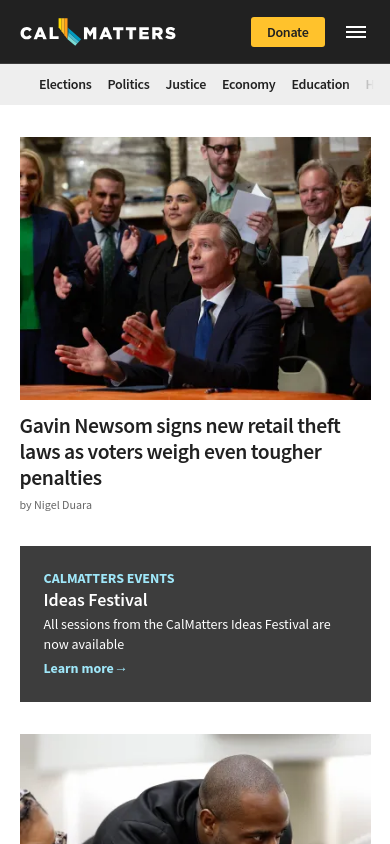 CALMATTERS
Donate
Elections Politics Justice Economy Education
Gavin Newsom signs new retail theft
laws as voters weigh even tougher
penalties
by Nigel Duara
CALMATTERS EVENTS
Ideas Festival
All sessions from the CalMatters Ideas Festival are
now available
Learn more→